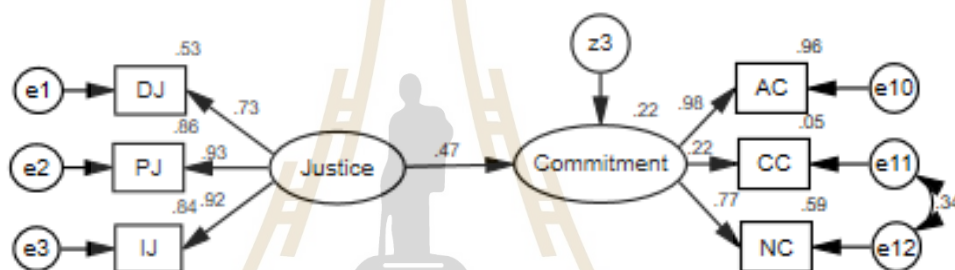 z3
.53
.96
e1
DJ
AC
e10
.73
.22
.98
.86
.05
e2
PJ
.93
Justice
.47
Commitment
.22
CC
e11
.84
.92
.77
.59
.34
e3
IJ
NC
e12